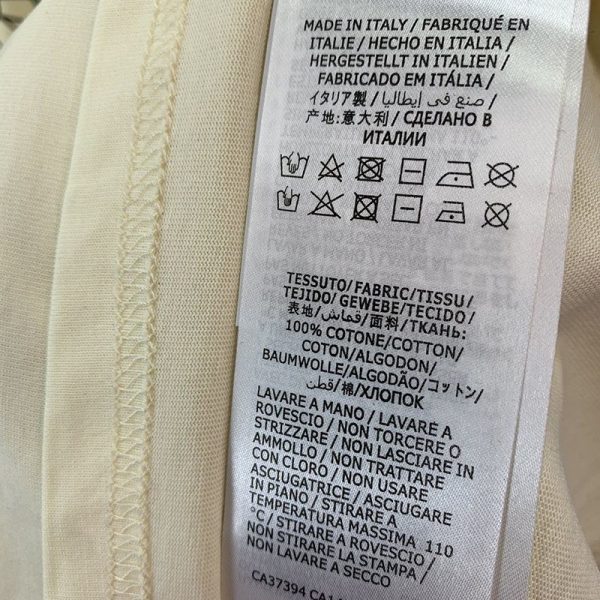 MADE IN ITALY / FABRIQUÉ EN
ITALIE / HECHO EN ITALIA /
HERGESTELLT IN ITALIEN /
FABRICADO EM ITÁLIA /
イタリア製 / صنع في إيطاليا /
产地:意大利 / СДЕЛАНО В
ИТАЛИИ
TESSUTO/FABRIC/TISSU/
TEJIDO/GEWEBE/TECIDO/
表地/قماش/面料/ТКАНЬ:
100% COTONE/COTTON/
COTON/ALGODON/
BAUMWOLLE/ALGODÃO/コットン/
قطن/棉/ХЛОПОК
LAVARE A MANO / LAVARE A
ROVESCIO / NON TORCERE O
STRIZZARE / NON LASCIARE IN
AMMOLLO / NON TRATTARE
CON CLORO / NON USARE
ASCIUGATRICE / ASCIUGARE
IN PIANO / STIRARE A
TEMPERATURA MASSIMA 110
°C/ STIRARE A ROVESCIO /
NON STIRARE LA STAMPA /
NON LAVARE A SECCO
CA37394